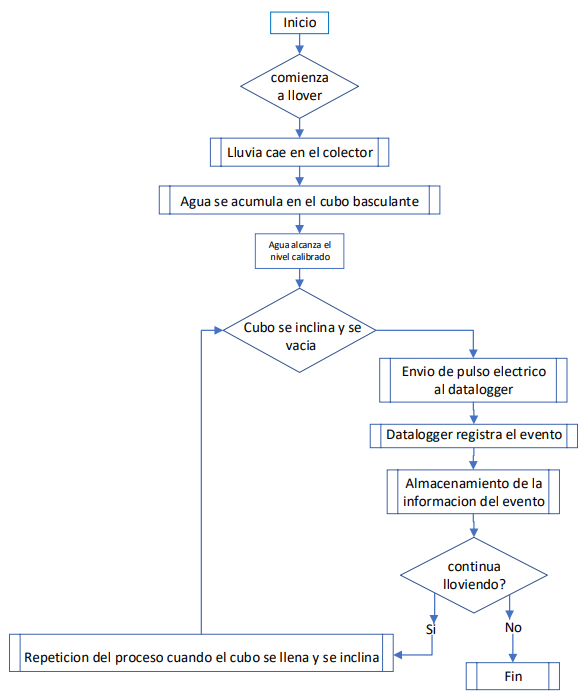 Inicio
comienza
a llover
Lluvia cae en el colector
Agua se acumula en el cubo basculante
Agua alcanza el
nivel calibrado
Cubo se inclina y se
vacia
Envio de pulso electrico
al datalogger
Datalogger registra el evento
Almacenamiento de la
informacion del evento
continua
lloviendo?
Si
No
Repeticion del proceso cuando el cubo se llena y se inclina
Fin